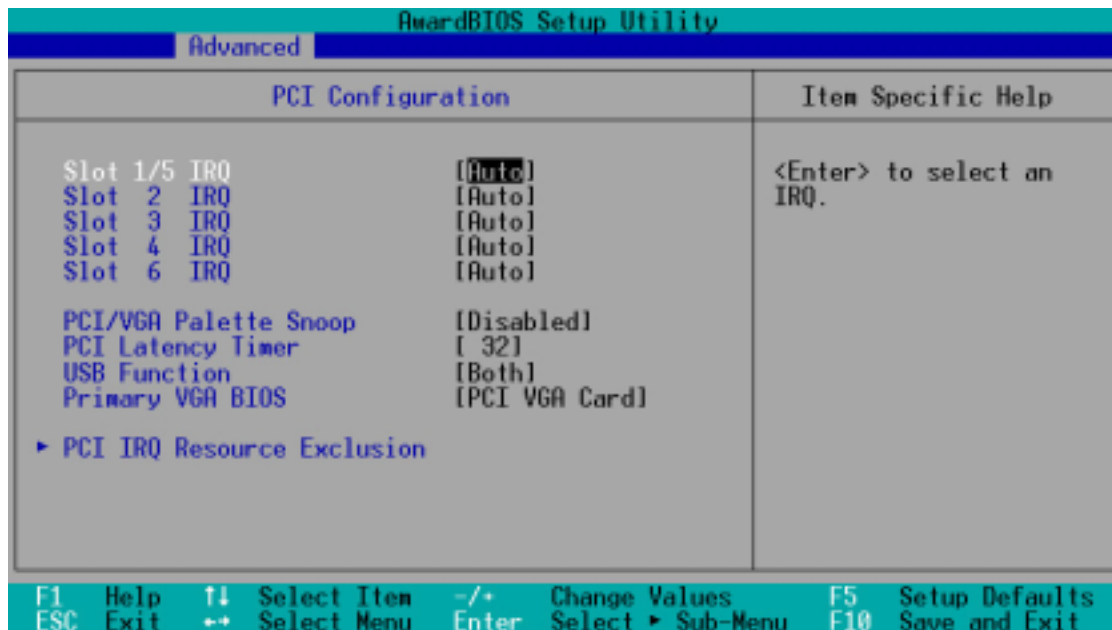 AwardBIOS Setup Utility
Advanced
PCI Configuration
Item Specific Help
Slot 1/5 IRQ [Auto]
Slot 2 IRQ [Auto]
Slot 3 IRQ [Auto]
Slot 4 IRQ [Auto]
Slot 6 IRQ [Auto]
PCI/VGA Palette Snoop [Disabled]
PCI Latency Timer [ 32]
USB Function [Both]
Primary VGA BIOS [PCI VGA Card]
▸ PCI IRQ Resource Exclusion
<Enter> to select an
IRQ.
F1 Help ↑↓ Select Item -/+ Change Values F5 Setup Defaults
ESC Exit ←→ Select Menu Enter Select ▸ Sub-Menu F10 Save and Exit